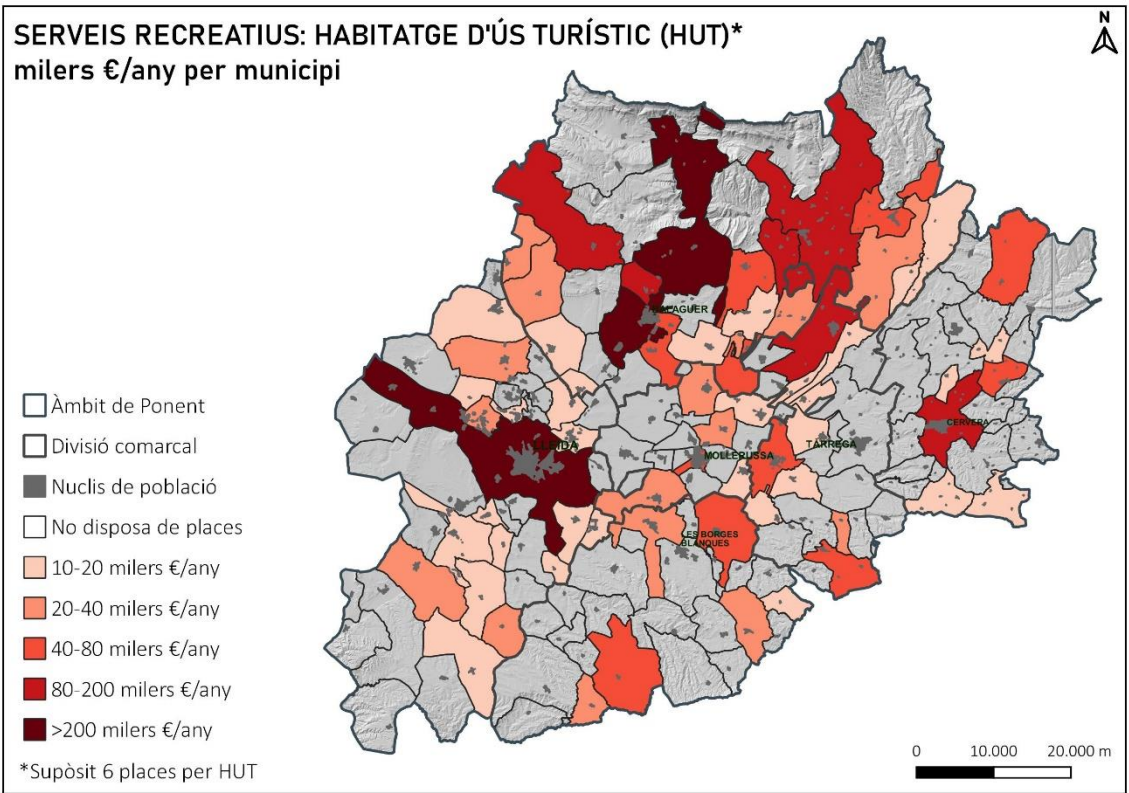 SERVEIS RECREATIUS: HABITATGE D'ÚS TURÍSTIC (HUT)*
milers €/any per municipi
N
BALAGUER
LLEIDA
MOLLERUSSA
TÀRREGA
CERVERA
LES BORGES
BLANQUES
Àmbit de Ponent
Divisió comarcal
Nuclis de població
No disposa de places
10-20 milers €/any
20-40 milers €/any
40-80 milers €/any
80-200 milers €/any
>200 milers €/any
*Supòsit 6 places per HUT
0 10.000 20.000 m